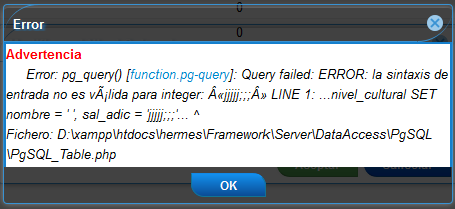 0
0
Error
Advertencia
Error: pg_query() [function.pg-query]: Query failed: ERROR: la sintaxis de
entrada no es vÃ¡lida para integer: Â«jjjjj;;;Â» LINE 1: ...nivel_cultural SET
nombre = ' ', sal_adic = 'jjjjj;;;'... ^
Fichero: D:\xampp\htdocs\hermes\Framework\Server\DataAccess\PgSQL
\PgSQL_Table.php
OK